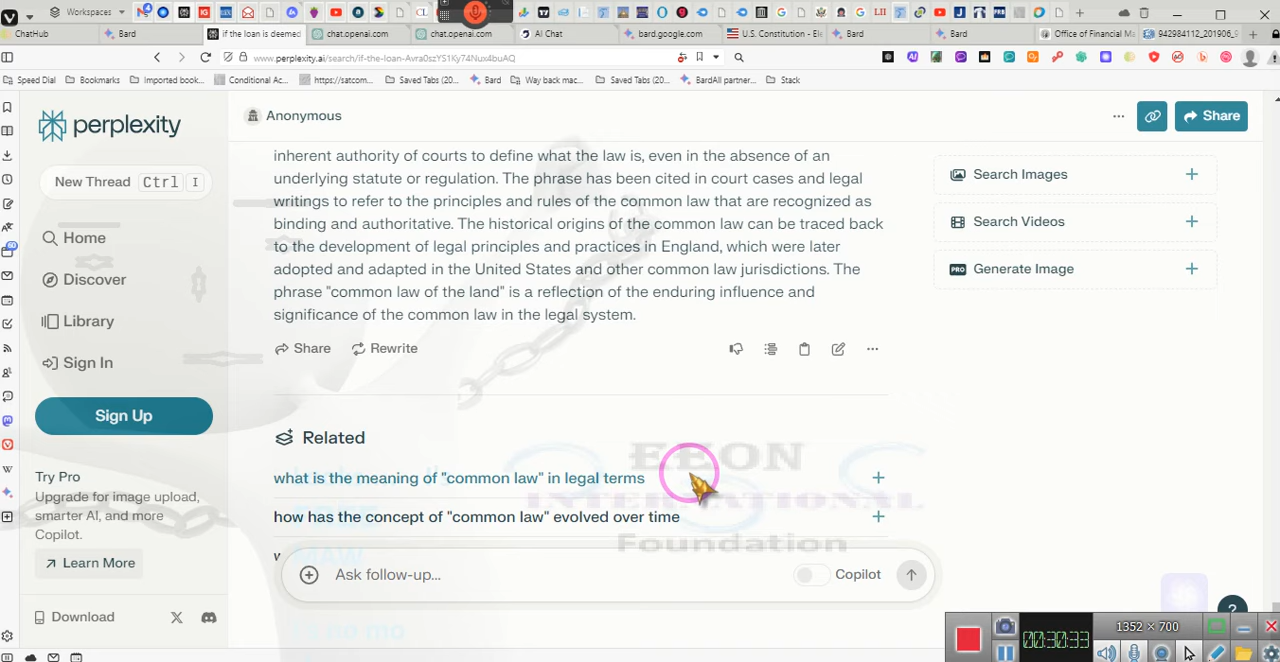 Workspaces
ChatHub
Bard
if the loan is deemed
chat.openai.com
chat.openai.com
AI Chat
bard.google.com
U.S. Constitution - Ele
Bard
Bard
Office of Financial Ma
942984112_201906_9
www.perplexity.ai/search/if-the-loan-Avra0szYS1Ky74Nux4buAQ
Speed Dial
Bookmarks
Imported book...
Conditional Ac...
https://satcom...
Saved Tabs (20...
Bard
Way back mac...
Saved Tabs (20...
BardAll partner...
Stack
perplexity
Anonymous
Share
New Thread Ctrl I
Home
Discover
Library
Sign In
Sign Up
Try Pro
Upgrade for image upload,
smarter AI, and more
Copilot.
Learn More
Download
inherent authority of courts to define what the law is, even in the absence of an
underlying statute or regulation. The phrase has been cited in court cases and legal
writings to refer to the principles and rules of the common law that are recognized as
binding and authoritative. The historical origins of the common law can be traced back
to the development of legal principles and practices in England, which were later
adopted and adapted in the United States and other common law jurisdictions. The
phrase "common law of the land" is a reflection of the enduring influence and
significance of the common law in the legal system.
Share
Rewrite
Related
what is the meaning of "common law" in legal terms
how has the concept of "common law" evolved over time
Ask follow-up...
Copilot
Search Images
Search Videos
PRO Generate Image
EEON
INTERNATIONAL
Foundation
1352 × 700
00:30:33